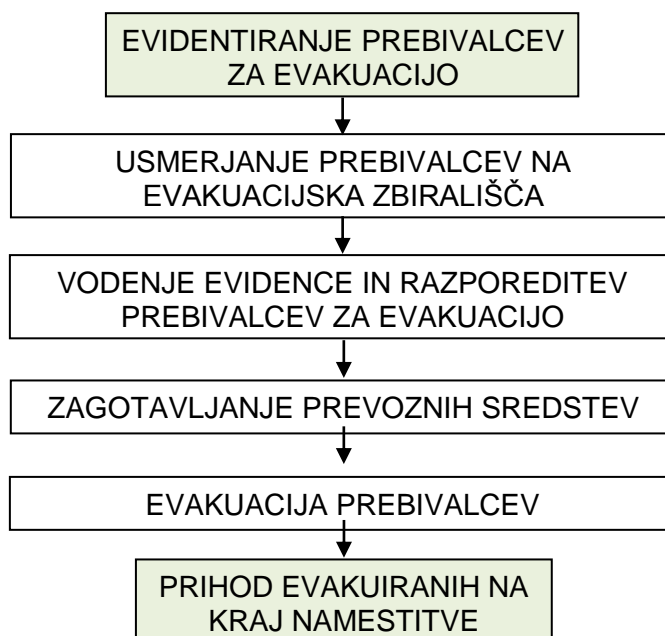 EVIDENTIRANJE PREBIVALCEV
ZA EVAKUACIJO
USMERJANJE PREBIVALCEV NA
EVAKUACIJSKA ZBIRALIŠČA
VODENJE EVIDENCE IN RAZPOREDITEV
PREBIVALCEV ZA EVAKUACIJO
ZAGOTAVLJANJE PREVOZNIH SREDSTEV
EVAKUACIJA PREBIVALCEV
PRIHOD EVAKUIRANIH NA
KRAJ NAMESTITVE